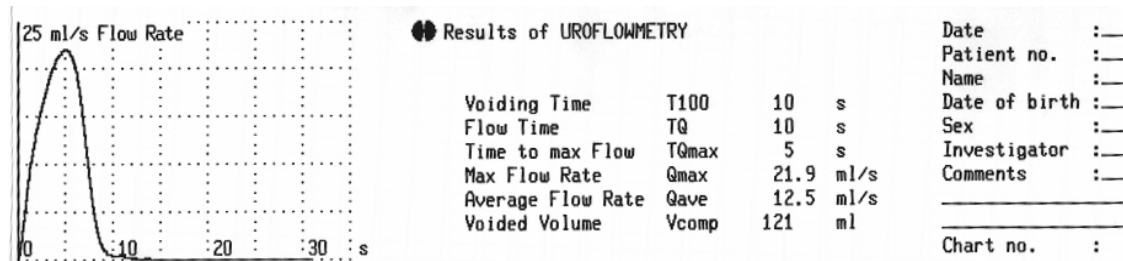 25 ml/s Flow Rate
0 10 20 30 s
Results of UROFLOWMETRY
Voiding Time T100 10 s
Flow Time TQ 10 s
Time to max Flow TQmax 5 s
Max Flow Rate Qmax 21.9 ml/s
Average Flow Rate Qave 12.5 ml/s
Voided Volume Vcomp 121 ml
Date :
Patient no. :
Name :
Date of birth :
Sex :
Investigator :
Comments :
Chart no. :